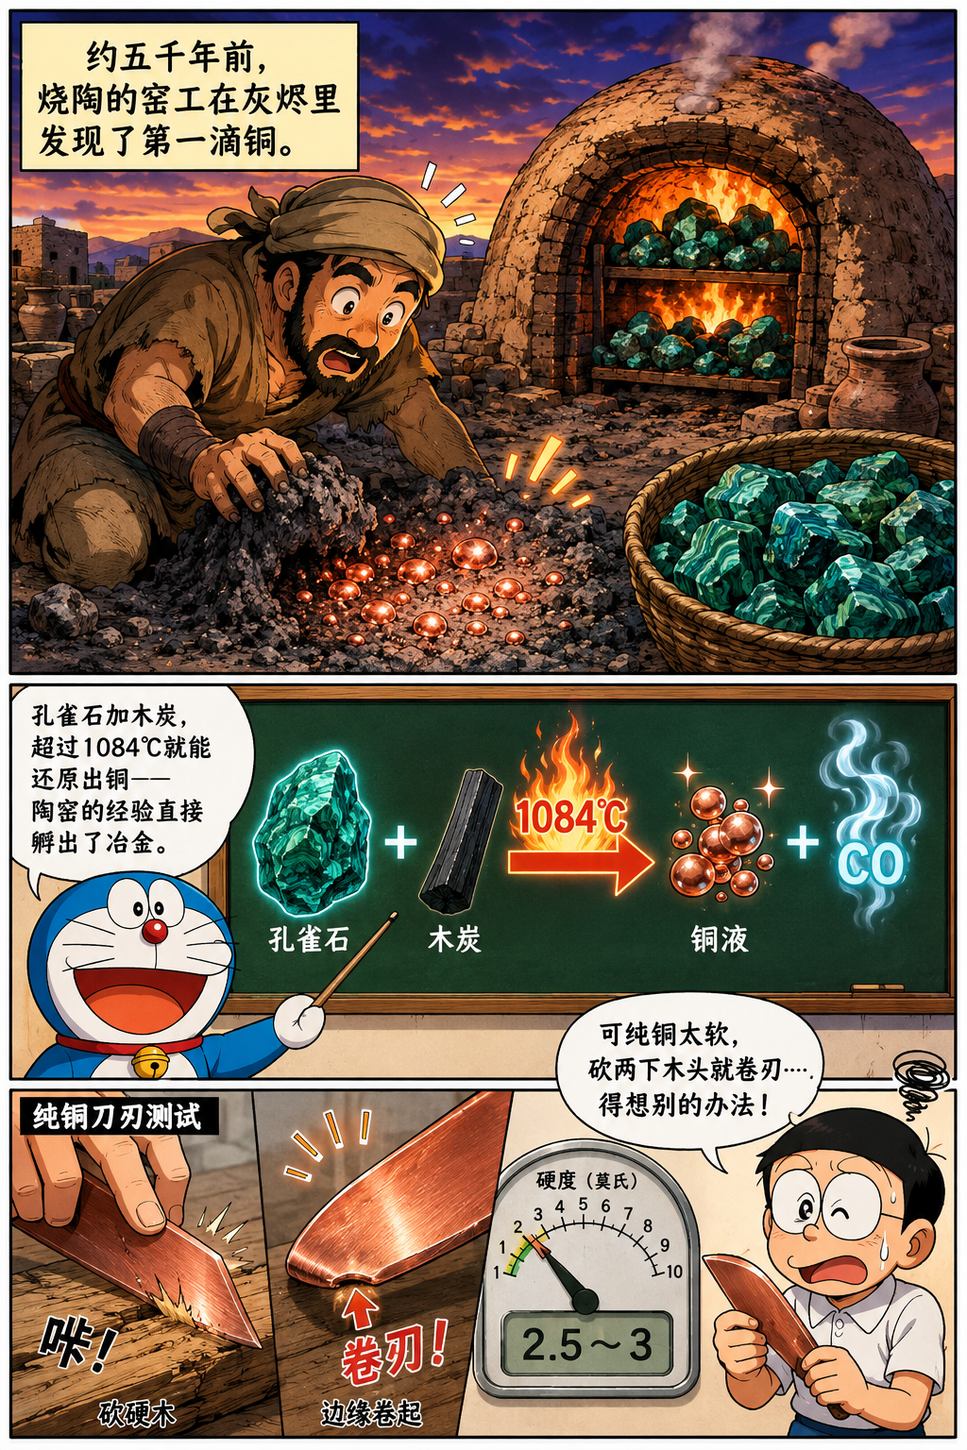 约五千年前，
烧陶的窑工在灰烬里
发现了第一滴铜。
孔雀石加木炭，
超过1084℃就能
还原出铜——
陶窑的经验直接
孵出了冶金。
1084℃
+
+
CO
孔雀石
木炭
铜液
可纯铜太软，
砍两下木头就卷刃……
得想别的办法！
纯铜刀刃测试
咔！
砍硬木
卷刃！
边缘卷起
硬度（莫氏）
1 1 2 3 4 5 6 7 8 9 10
2.5～3